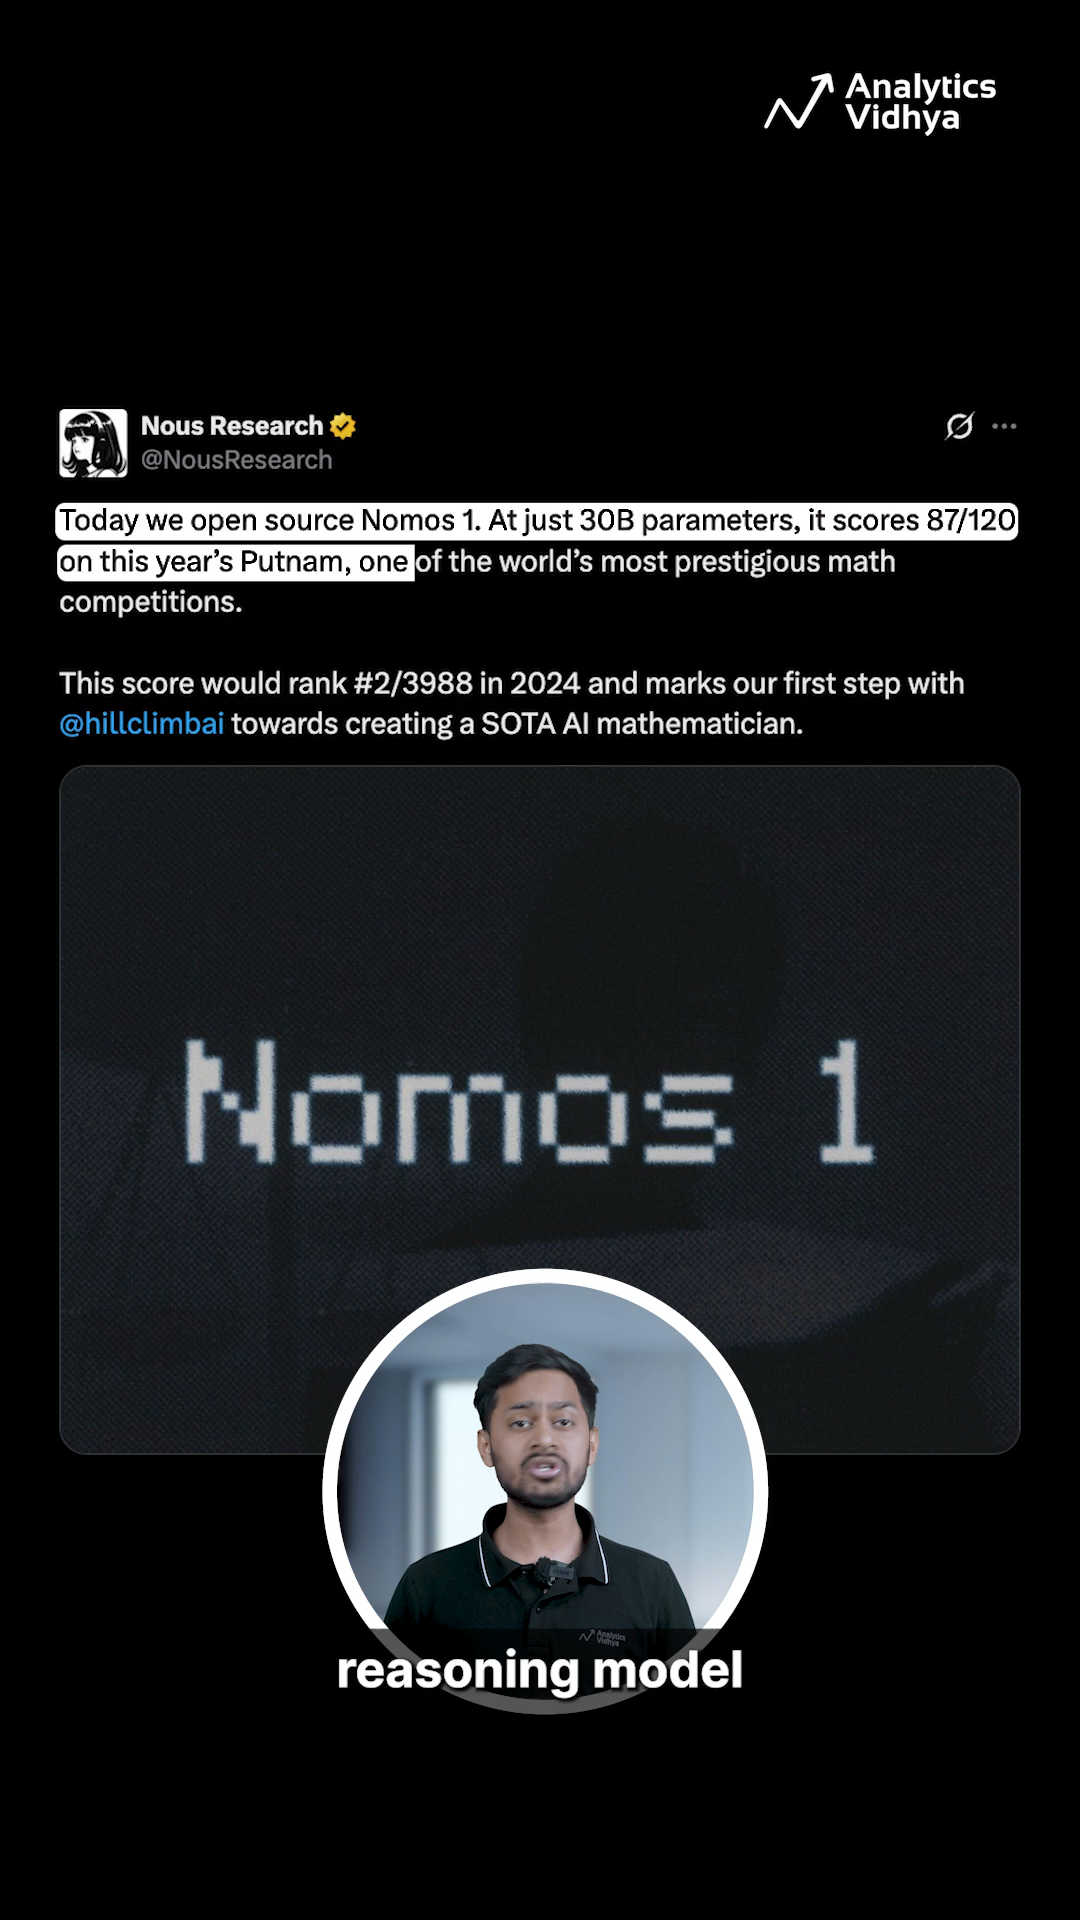 Analytics
Vidhya
Nous Research
@NousResearch
Today we open source Nomos 1. At just 30B parameters, it scores 87/120
on this year’s Putnam, one of the world’s most prestigious math
competitions.
This score would rank #2/3988 in 2024 and marks our first step with
@hillclimbai towards creating a SOTA AI mathematician.
Nomos 1
Analytics
Vidhya
reasoning model